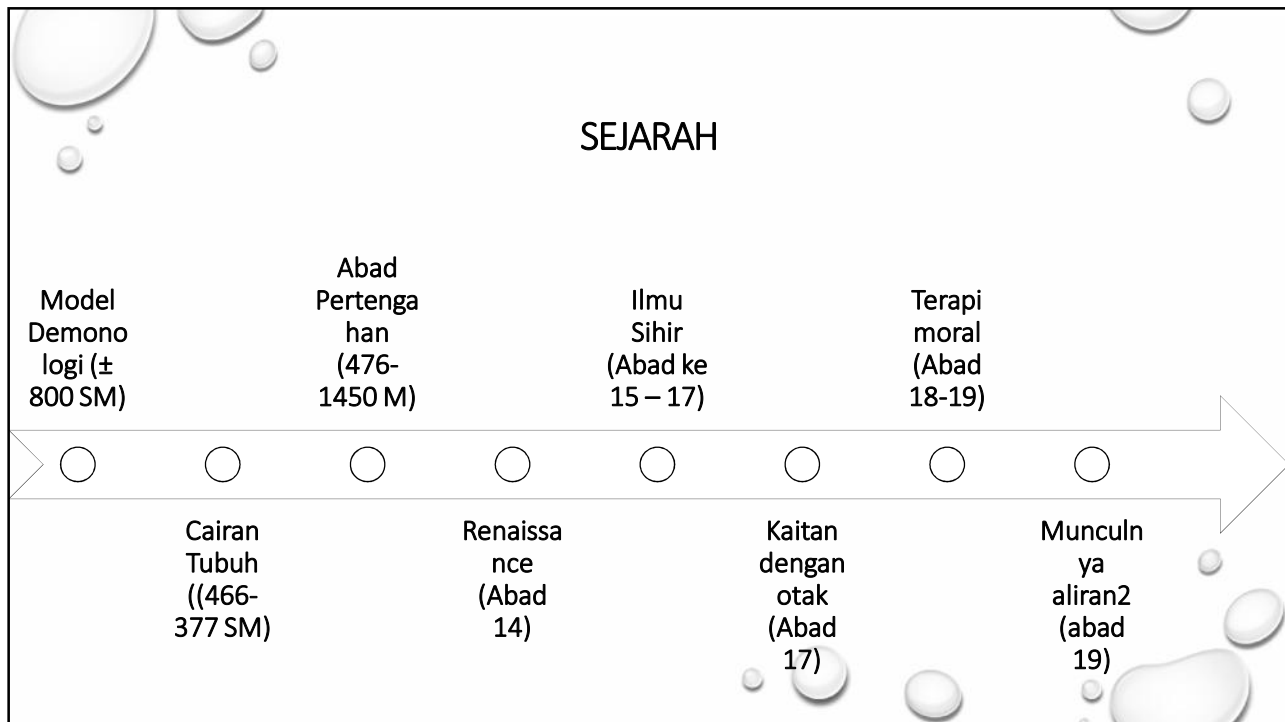 SEJARAH
Model
Demono
logi (±
800 SM)
Cairan
Tubuh
((466-
377 SM)
Abad
Pertenga
han
(476-
1450 M)
Renaissa
nce
(Abad
14)
Ilmu
Sihir
(Abad ke
15 – 17)
Kaitan
dengan
otak
(Abad
17)
Terapi
moral
(Abad
18-19)
Munculn
ya
aliran2
(abad
19)